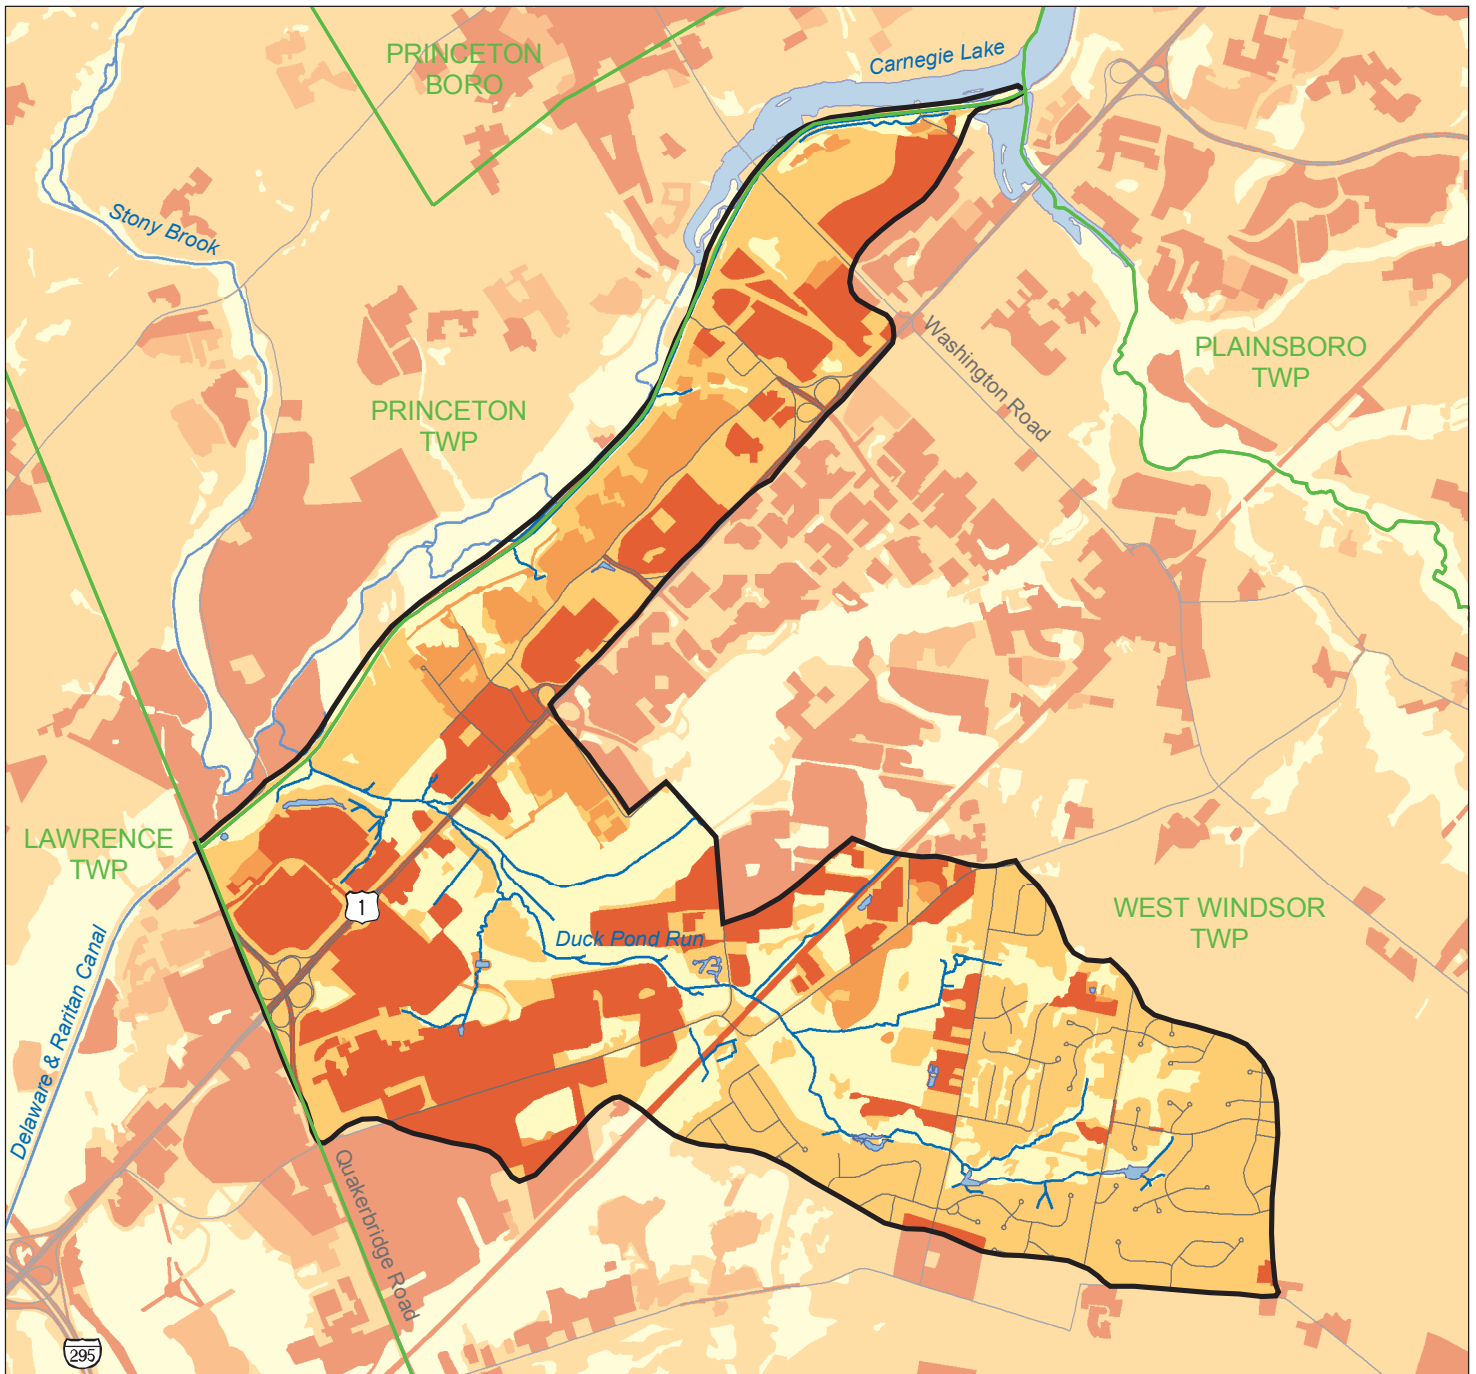 PRINCETON
BORO
Carnegie Lake
Stony Brook
Washington Road
PLAINSBORO
TWP
PRINCETON
TWP
LAWRENCE
TWP
1
WEST WINDSOR
TWP
Duck Pond Run
Delaware & Raritan Canal
Quakerbridge Road
295